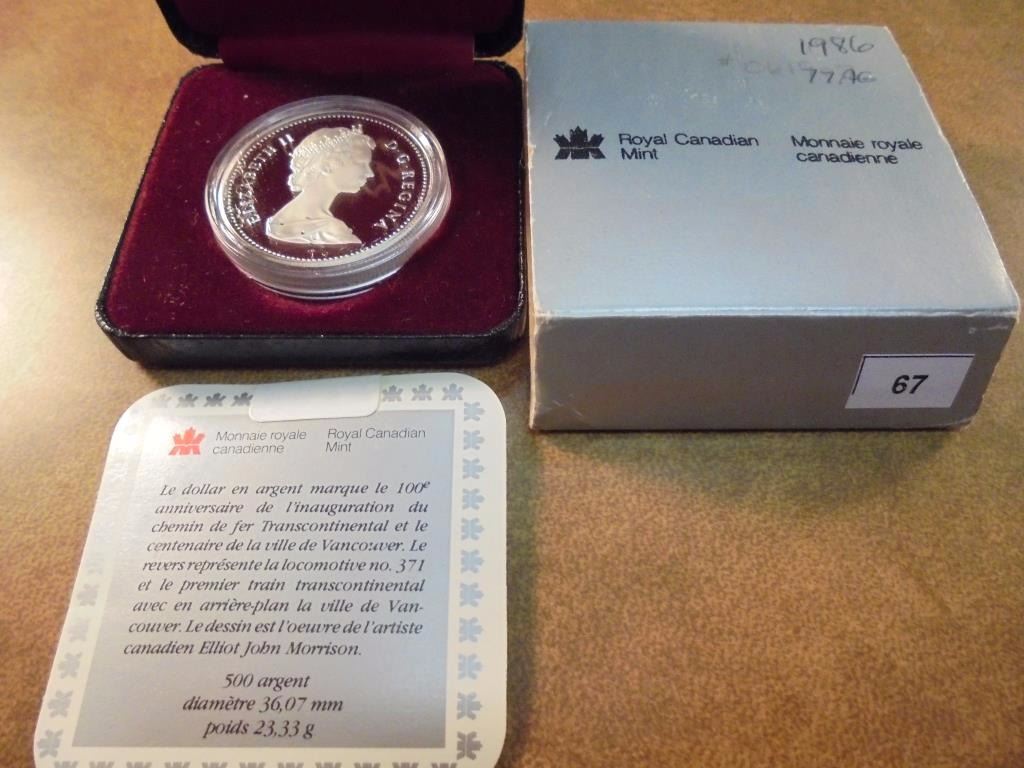 ELIZABETH II D·G·REGINA
1986
77AG
Royal Canadian Mint
Monnaie royale canadienne
67
Monnaie royale canadienne
Royal Canadian Mint
Le dollar en argent marque le 100e
anniversaire de l'inauguration du
chemin de fer Transcontinental et le
centenaire de la ville de Vancouver. Le
revers représente la locomotive no. 371
et le premier train transcontinental
avec en arrière-plan la ville de Van-
couver. Le dessin est l'oeuvre de l'artiste
canadien Elliot John Morrison.
500 argent
diamètre 36,07 mm
poids 23,33 g